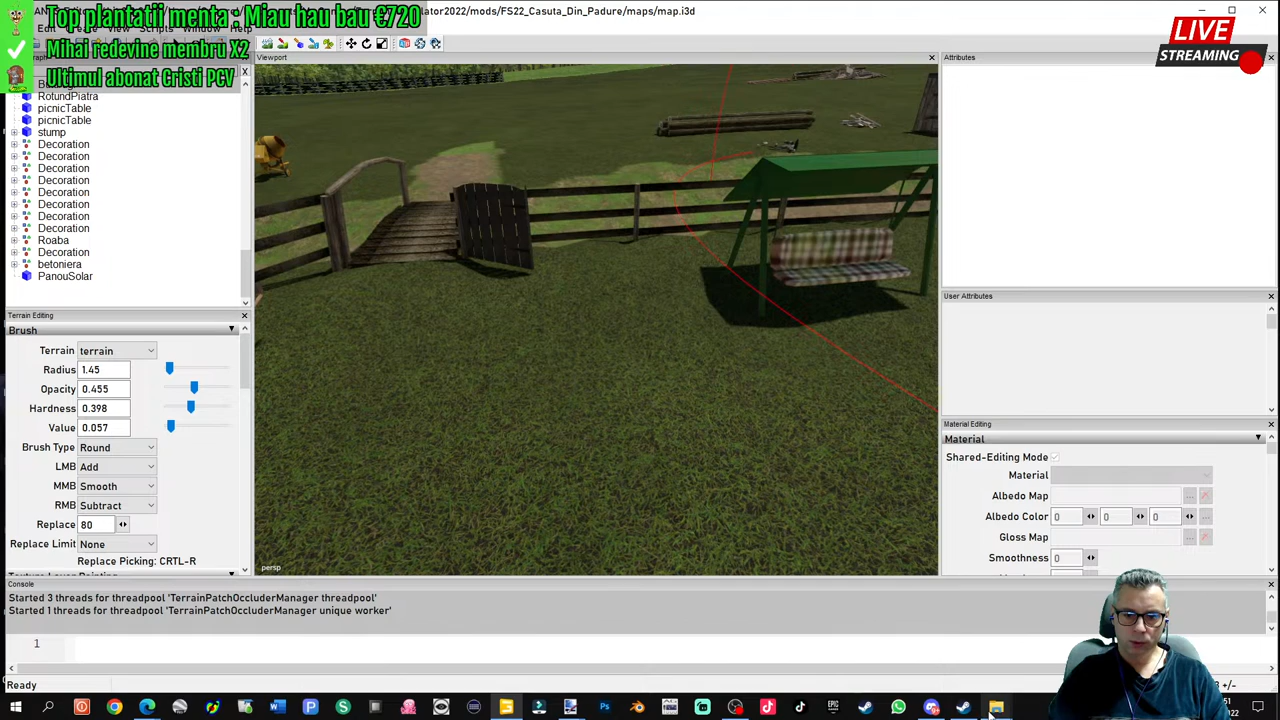 Top plantatii menta : Miau hau bau €720
lator2022/mods/FS22_Casuta_Din_Padure/maps/map.i3d
Mihai redevine membru X2
Ultimul abonat Cristi PCV
LIVE
STREAMING
Viewport
Attributes
RotundPiatra
picnicTable
picnicTable
stump
Decoration
Decoration
Decoration
Decoration
Decoration
Decoration
Decoration
Decoration
Roaba
Decoration
betoniera
PanouSolar
Terrain Editing
Brush
Terrain terrain
Radius 1.45
Opacity 0.455
Hardness 0.398
Value 0.057
Brush Type Round
LMB Add
MMB Smooth
RMB Subtract
Replace 80
Replace Limit None
Replace Picking: CRTL-R
Texture Layer Painting
persp
User Attributes
Material Editing
Material
Shared-Editing Mode
Material
Albedo Map
Albedo Color 0 0 0
Gloss Map
Smoothness 0
Console
Started 3 threads for threadpool 'TerrainPatchOccluderManager threadpool'
Started 1 threads for threadpool 'TerrainPatchOccluderManager unique worker'
1
Ready
+/-